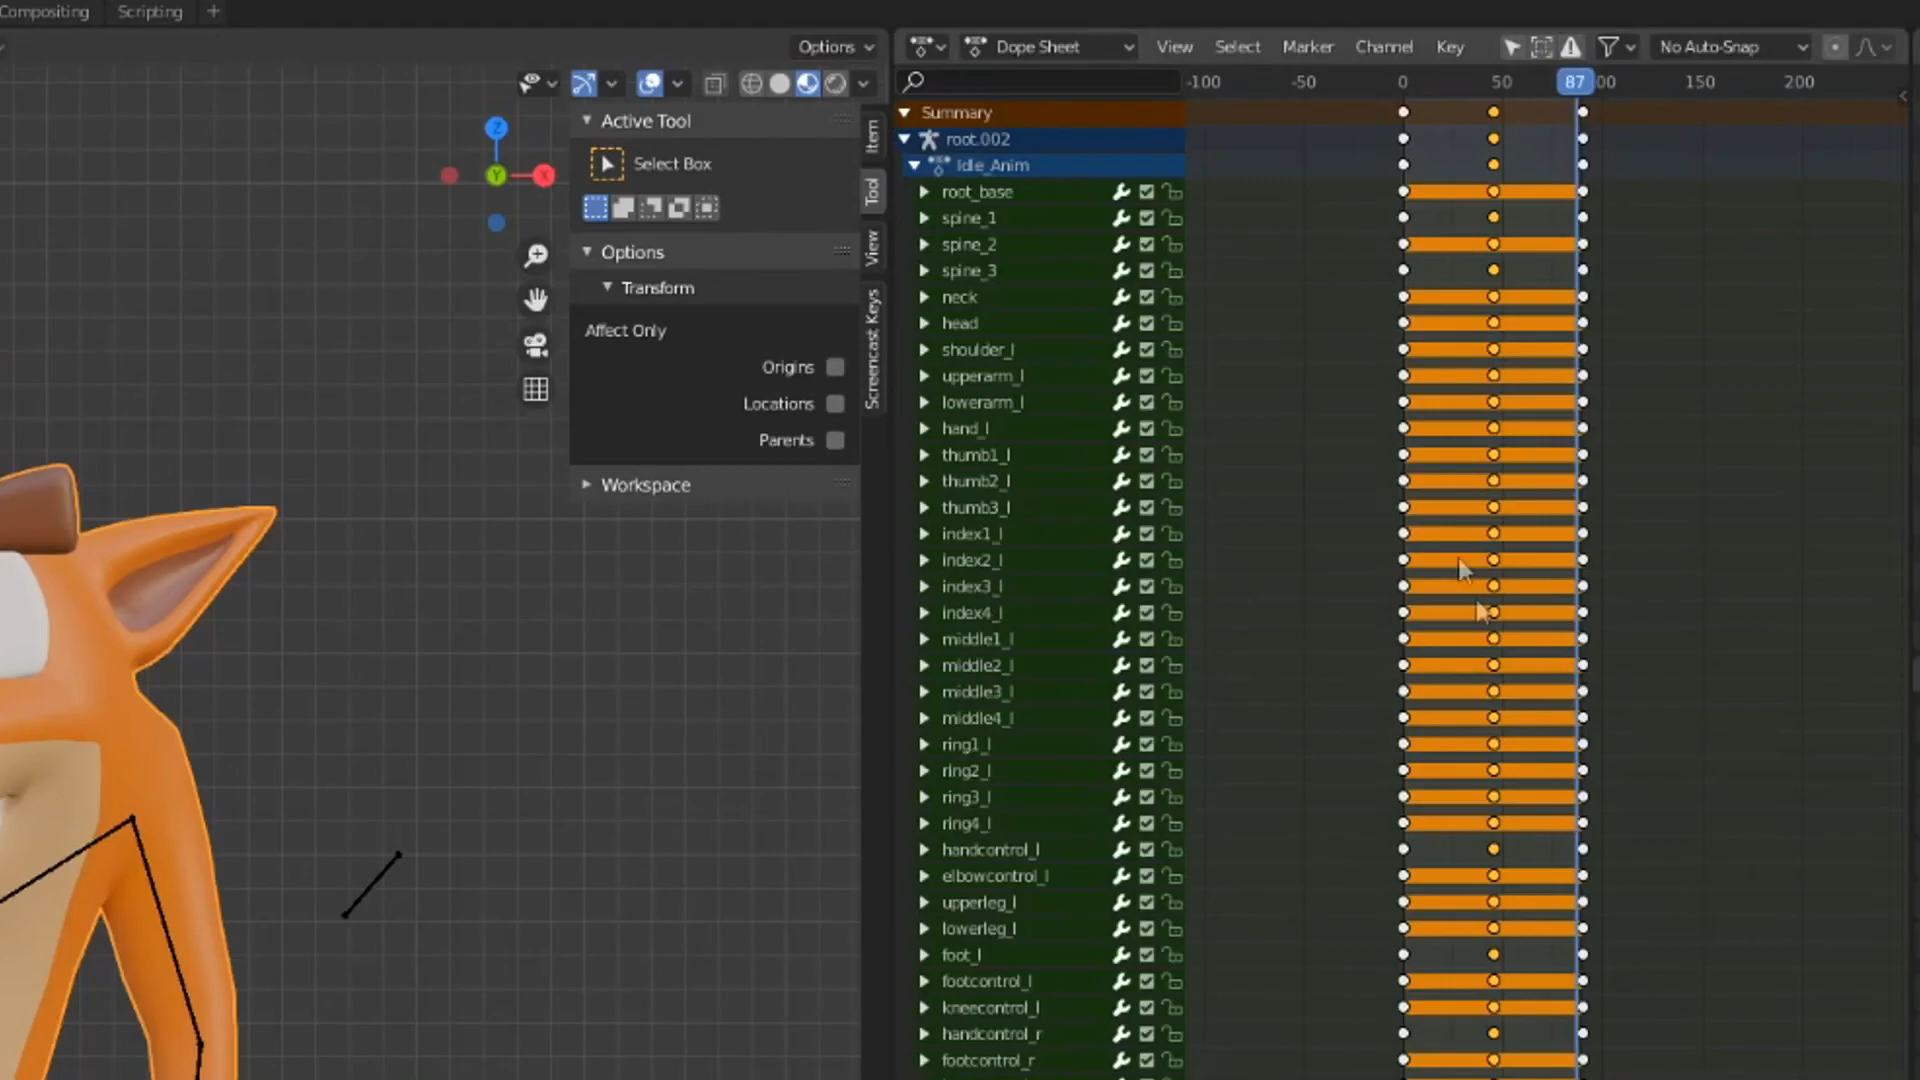 Compositing Scripting +
Options
Dope Sheet View Select Marker Channel Key No Auto-Snap
-100 -50 0 50 87 00 150 200
Z
Y
X
Active Tool
Select Box
Options
Transform
Affect Only
Origins
Locations
Parents
Workspace
Item
Tool
View
Screencast Keys
Summary
root.002
Idle_Anim
root_base
spine_1
spine_2
spine_3
neck
head
shoulder_l
upperarm_l
lowerarm_l
hand_l
thumb1_l
thumb2_l
thumb3_l
index1_l
index2_l
index3_l
index4_l
middle1_l
middle2_l
middle3_l
middle4_l
ring1_l
ring2_l
ring3_l
ring4_l
handcontrol_l
elbowcontrol_l
upperleg_l
lowerleg_l
foot_l
footcontrol_l
kneecontrol_l
handcontrol_r
footcontrol_r